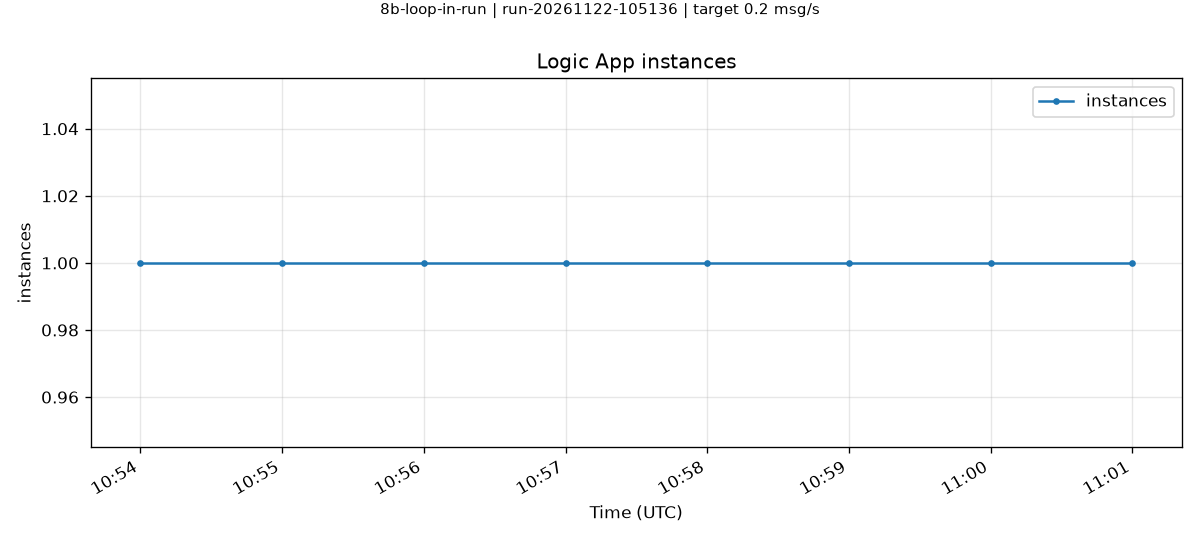 8b-loop-in-run | run-20261122-105136 | target 0.2 msg/s
Logic App instances
instances
1.04
1.02
1.00
0.98
0.96
instances
10:54
10:55
10:56
10:57
10:58
10:59
11:00
11:01
Time (UTC)